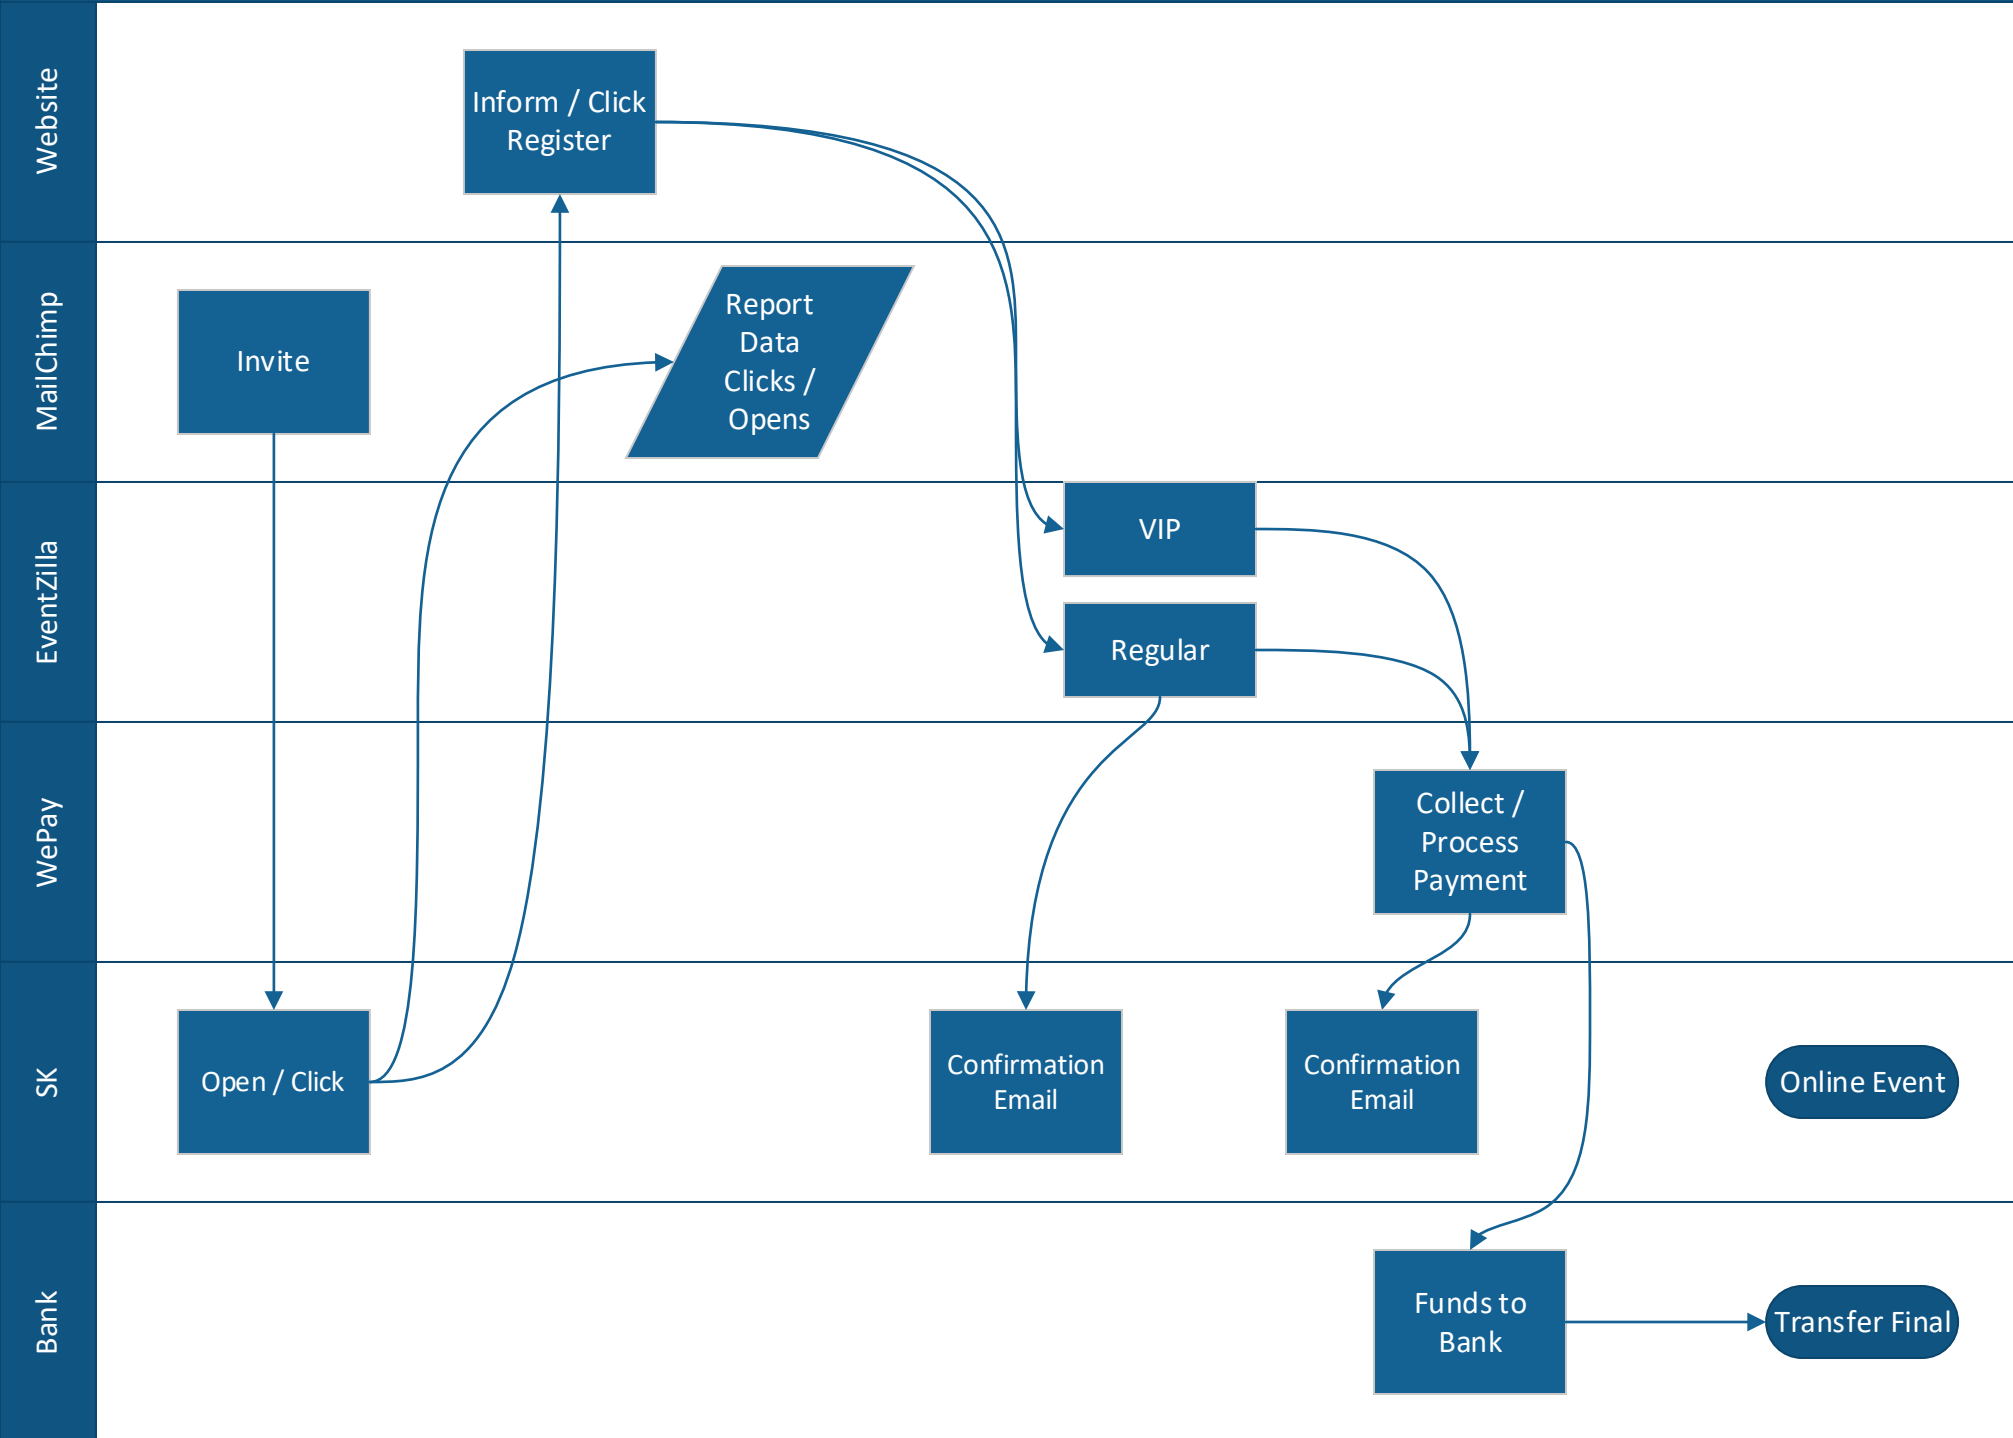 Website
Inform / Click
Register
MailChimp
Invite
Report
Data
Clicks /
Opens
EventZilla
VIP
Regular
WePay
Collect /
Process
Payment
SK
Open / Click
Confirmation
Email
Confirmation
Email
Online Event
Bank
Funds to
Bank
Transfer Final